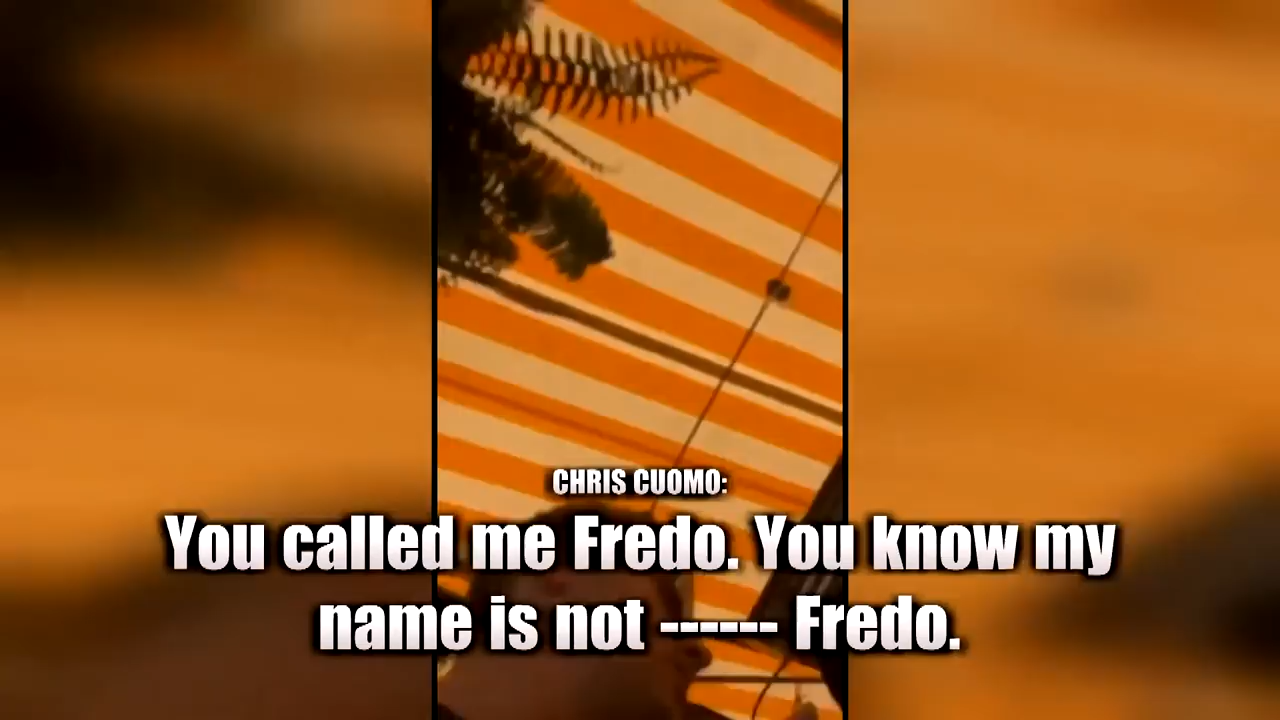 CHRIS CUOMO:
You called me Fredo. You know my
name is not ------ Fredo.